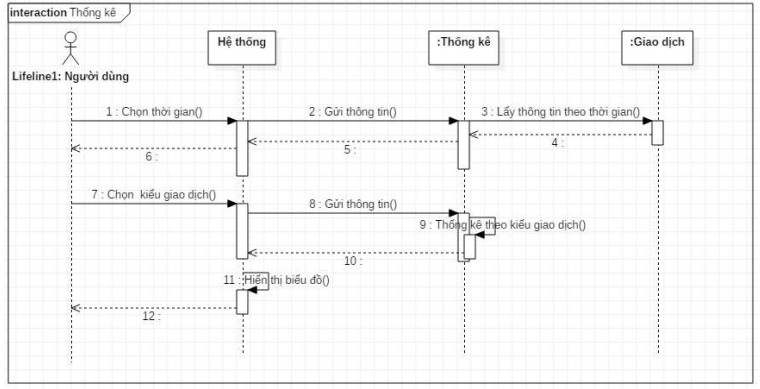 interaction Thống kê
Lifeline1: Người dùng
Hệ thống
:Thống kê
:Giao dịch
1 : Chọn thời gian()
2 : Gửi thông tin()
3 : Lấy thông tin theo thời gian()
4 :
5 :
6 :
7 : Chọn  kiểu giao dịch()
8 : Gửi thông tin()
9 : Thống kê theo kiểu giao dịch()
10 :
11 : Hiển thị biểu đồ()
12 :